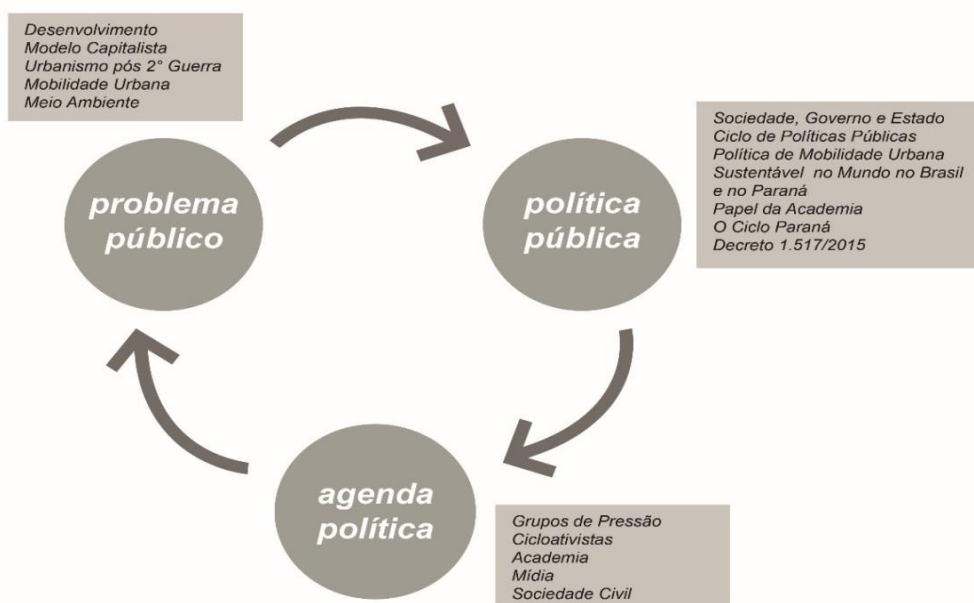 Desenvolvimento
Modelo Capitalista
Urbanismo pós 2° Guerra
Mobilidade Urbana
Meio Ambiente
problema
público
política
pública
Sociedade, Governo e Estado
Ciclo de Políticas Públicas
Política de Mobilidade Urbana
Sustentável no Mundo no Brasil
e no Paraná
Papel da Academia
O Ciclo Paraná
Decreto 1.517/2015
agenda
política
Grupos de Pressão
Cicloativistas
Academia
Mídia
Sociedade Civil